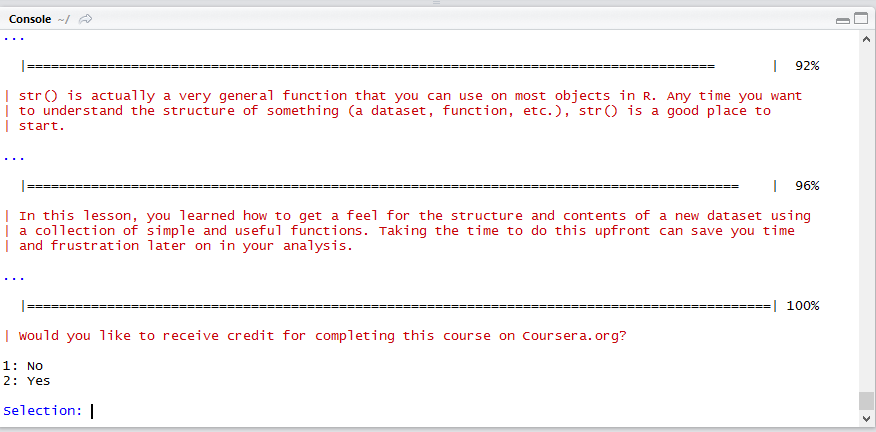 Console ~/
...
|============================================================================================== | 92%
| str() is actually a very general function that you can use on most objects in R. Any time you want
| to understand the structure of something (a dataset, function, etc.), str() is a good place to
| start.
...
|================================================================================================= | 96%
| In this lesson, you learned how to get a feel for the structure and contents of a new dataset using
| a collection of simple and useful functions. Taking the time to do this upfront can save you time
| and frustration later on in your analysis.
...
|=====================================================================================================| 100%
| Would you like to receive credit for completing this course on Coursera.org?
1: No
2: Yes
Selection: